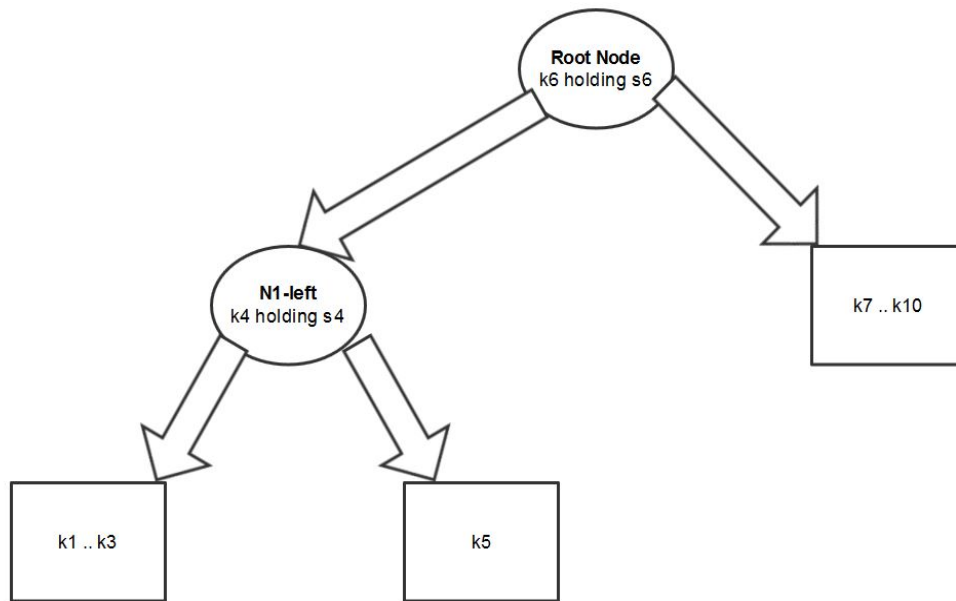 Root Node
k6 holding s6
N1-left
k4 holding s4
k7 .. k10
k1 .. k3
k5